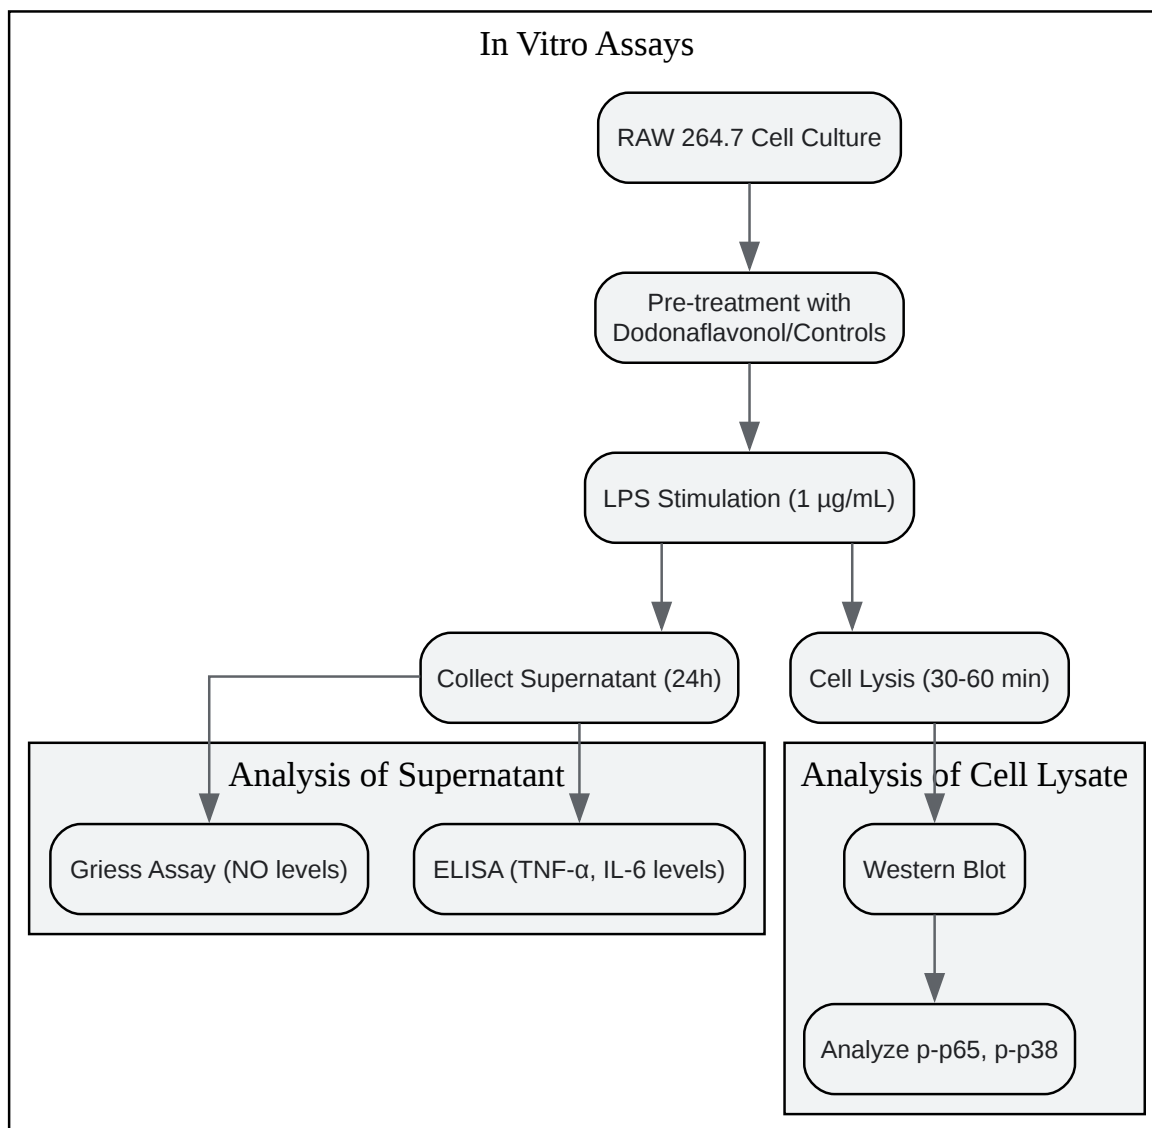 In Vitro Assays
RAW 264.7 Cell Culture
Pre-treatment with
Dodonaflavonol/Controls
LPS Stimulation (1 µg/mL)
Collect Supernatant (24h)
Cell Lysis (30-60 min)
Analysis of Supernatant
Analysis of Cell Lysate
Griess Assay (NO levels)
ELISA (TNF-α, IL-6 levels)
Western Blot
Analyze p-p65, p-p38